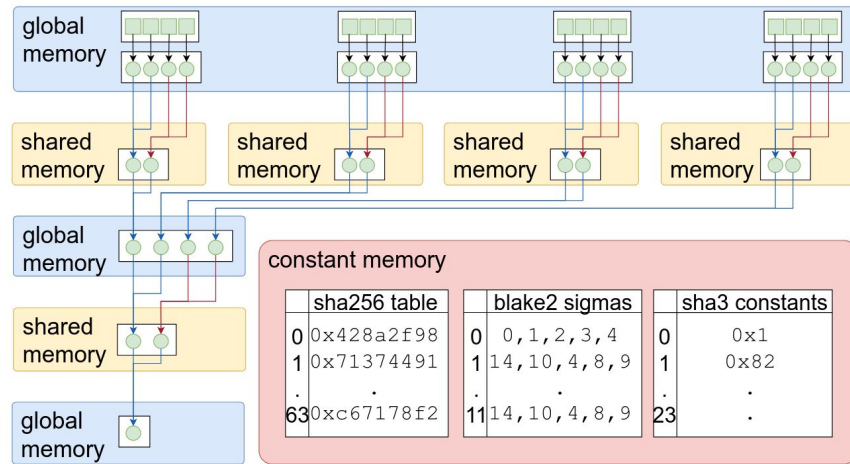 global
memory
shared
memory
shared
memory
shared
memory
shared
memory
global
memory
shared
memory
global
memory
constant memory
sha256 table
0 0x428a2f98
1 0x71374491
. .
63 0xc67178f2
blake2 sigmas
0 0,1,2,3,4
1 14,10,4,8,9
. .
11 14,10,4,8,9
sha3 constants
0 0x1
1 0x82
. .
23 .